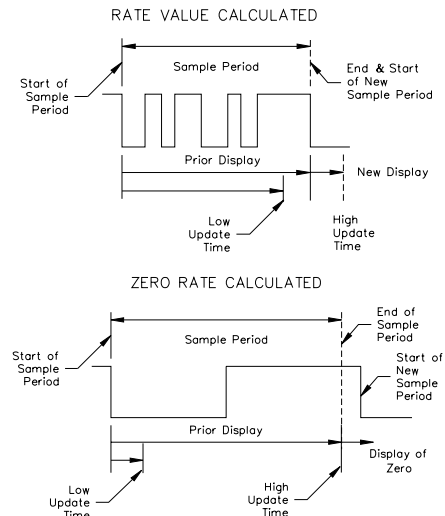 RATE VALUE CALCULATED
Sample Period
Start of
Sample
Period
End & Start
of New
Sample Period
Prior Display
New Display
Low
Update
Time
High
Update
Time
ZERO RATE CALCULATED
Sample Period
Start of
Sample
Period
End of
Sample
Period
Start of
New
Sample
Period
Prior Display
Display of
Zero
Low
Update
Time
High
Update
Time